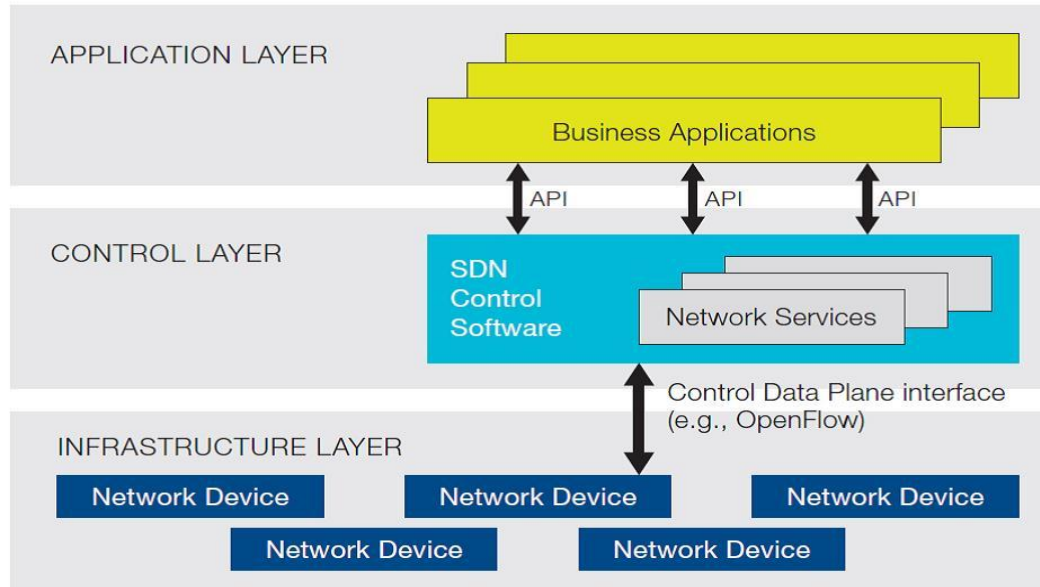 APPLICATION LAYER
Business Applications
API
API
API
CONTROL LAYER
SDN
Control
Software
Network Services
Control Data Plane interface
(e.g., OpenFlow)
INFRASTRUCTURE LAYER
Network Device
Network Device
Network Device
Network Device
Network Device